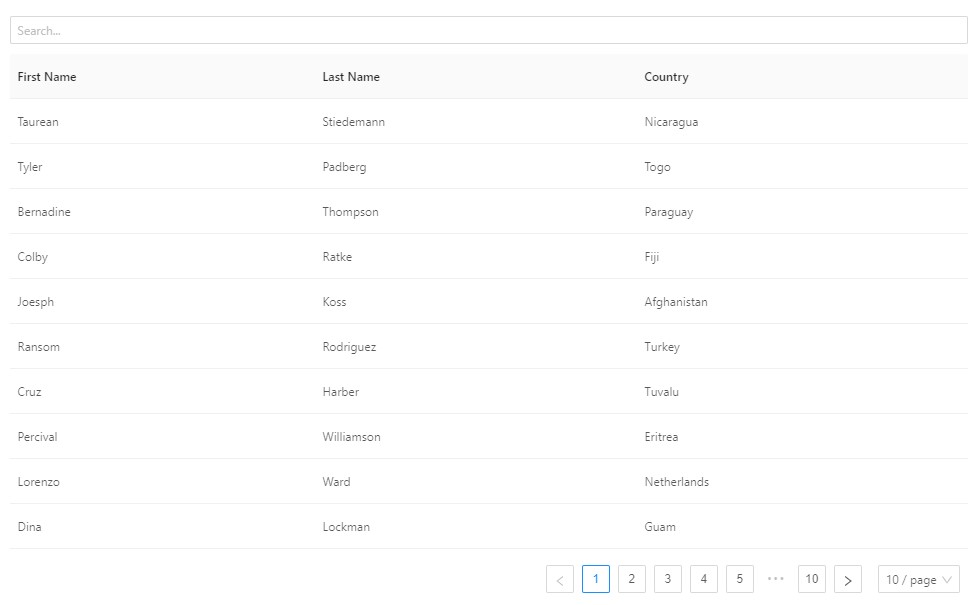 Search...
First Name Last Name Country
Taurean Stiedemann Nicaragua
Tyler Padberg Togo
Bernadine Thompson Paraguay
Colby Ratke Fiji
Joesph Koss Afghanistan
Ransom Rodriguez Turkey
Cruz Harber Tuvalu
Percival Williamson Eritrea
Lorenzo Ward Netherlands
Dina Lockman Guam
< 1 2 3 4 5 ••• 10 > 10 / page